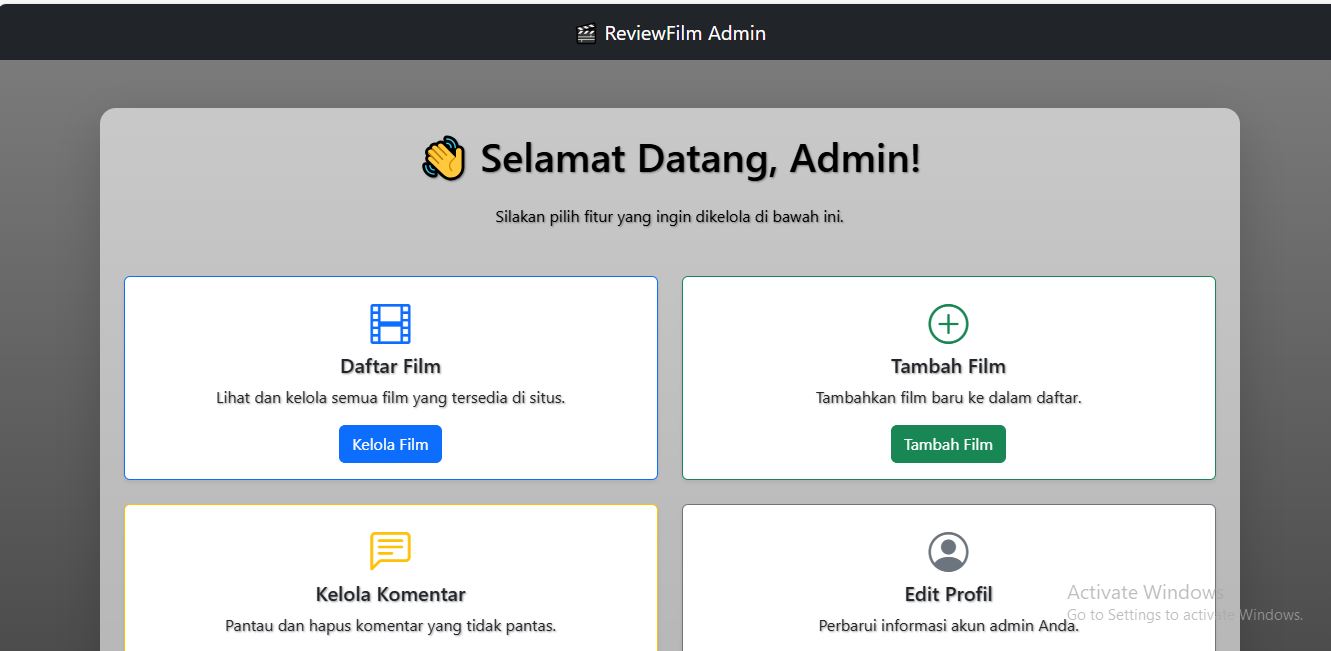 ReviewFilm Admin
Selamat Datang, Admin!
Silakan pilih fitur yang ingin dikelola di bawah ini.
Daftar Film
Lihat dan kelola semua film yang tersedia di situs.
Kelola Film
Tambah Film
Tambahkan film baru ke dalam daftar.
Tambah Film
Kelola Komentar
Pantau dan hapus komentar yang tidak pantas.
Edit Profil
Perbarui informasi akun admin Anda.
Activate Windows
Go to Settings to activate Windows.